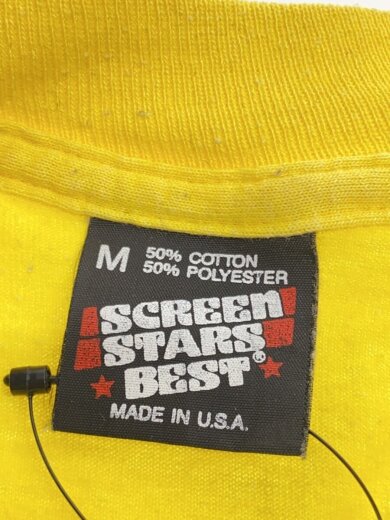 M 50% COTTON
50% POLYESTER
SCREEN
STARS
BEST®
MADE IN U.S.A.